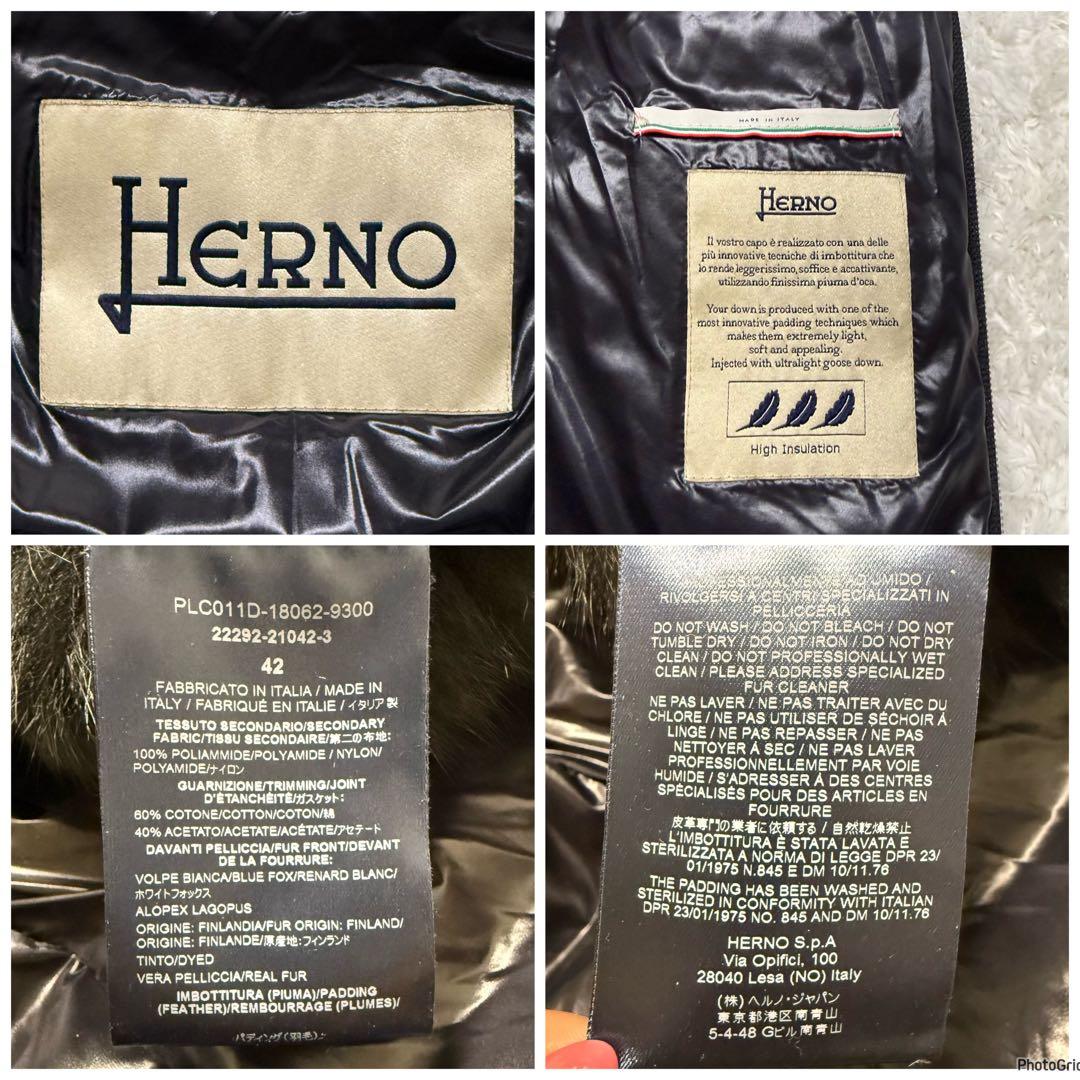 HERNO
MADE IN ITALY
HERNO
Il vostro capo è realizzato con una delle
più innovative tecniche di imbottitura che
lo rende leggerissimo, soffice e accattivante,
utilizzando finissima piuma d'oca.
Your down is produced with one of the
most innovative padding techniques which
makes them extremely light,
soft and appealing.
Injected with ultralight goose down.
High Insulation
PLC011D-18062-9300
22292-21042-3
42
FABBRICATO IN ITALIA / MADE IN
ITALY / FABRIQUÉ EN ITALIE / イタリア製
TESSUTO SECONDARIO/SECONDARY
FABRIC/TISSU SECONDAIRE/第二の布地:
100% POLIAMMIDE/POLYAMIDE / NYLON/
POLYAMIDE/ナイロン
GUARNIZIONE/TRIMMING/JOINT
D'ÉTANCHÉITÉ/ガスケット:
60% COTONE/COTTON/COTON/綿
40% ACETATO/ACETATE/ACÉTATE/アセテード
DAVANTI PELLICCIA/FUR FRONT/DEVANT
DE LA FOURRURE:
VOLPE BIANCA/BLUE FOX/RENARD BLANC/
ホワイトフォックス
ALOPEX LAGOPUS
ORIGINE: FINLANDIA/FUR ORIGIN: FINLAND/
ORIGINE: FINLANDE/原産地:フィンランド
TINTO/DYED
VERA PELLICCIA/REAL FUR
IMBOTTITURA (PIUMA)/PADDING
(FEATHER)/REMBOURRAGE (PLUMES)/
パディング(羽毛):
PROFESSIONALMENTE AD UMIDO /
RIVOLGERSI A CENTRI SPECIALIZZATI IN
PELLICCERIA
DO NOT WASH / DO NOT BLEACH / DO NOT
TUMBLE DRY / DO NOT IRON / DO NOT DRY
CLEAN / DO NOT PROFESSIONALLY WET
CLEAN / PLEASE ADDRESS SPECIALIZED
FUR CLEANER
NE PAS LAVER / NE PAS TRAITER AVEC DU
CHLORE / NE PAS UTILISER DE SÉCHOIR À
LINGE / NE PAS REPASSER / NE PAS
NETTOYER À SEC / NE PAS LAVER
PROFESSIONNELLEMENT PAR VOIE
HUMIDE / S'ADRESSER À DES CENTRES
SPÉCIALISÉS POUR DES ARTICLES EN
FOURRURE
皮革専門の業者に依頼する / 自然乾燥禁止
L'IMBOTTITURA È STATA LAVATA E
STERILIZZATA A NORMA DI LEGGE DPR 23/
01/1975 N.845 E DM 10/11.76
THE PADDING HAS BEEN WASHED AND
STERILIZED IN CONFORMITY WITH ITALIAN
DPR 23/01/1975 NO. 845 AND DM 10/11.76
HERNO S.p.A
Via Opifici, 100
28040 Lesa (NO) Italy
(株)ヘルノ・ジャパン
東京都港区南青山
5-4-48 Gビル南青山
PhotoGrid